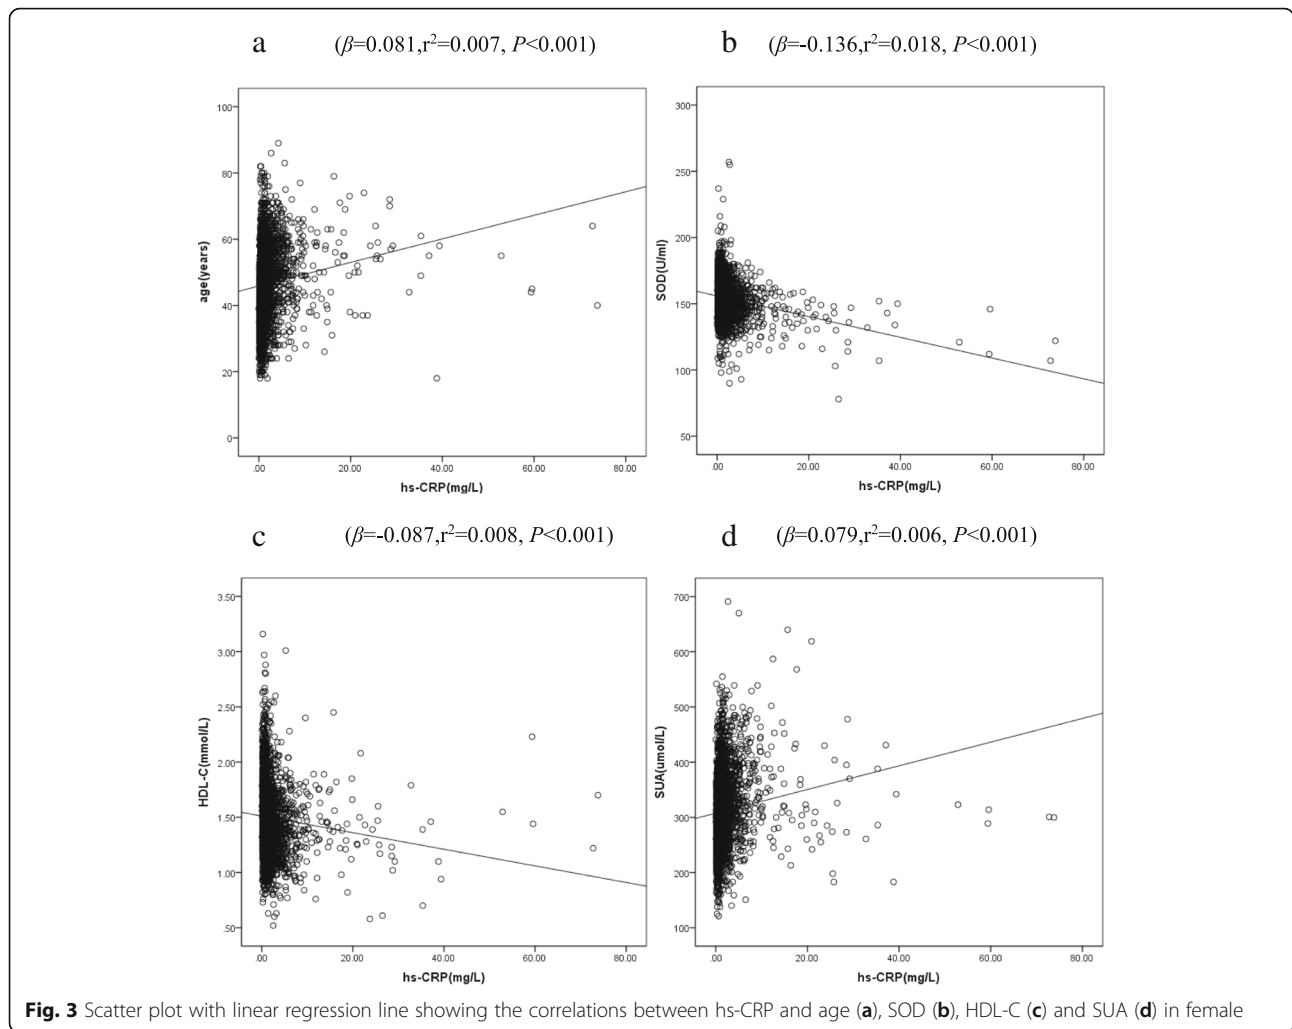 a (β=0.081,r²=0.007, P<0.001)
100
80
60
40
20
0
age(years)
.00 20.00 40.00 60.00 80.00
hs-CRP(mg/L)
b (β=-0.136,r²=0.018, P<0.001)
300
250
200
150
100
50
SOD(U/ml)
.00 20.00 40.00 60.00 80.00
hs-CRP(mg/L)
c (β=-0.087,r²=0.008, P<0.001)
3.50
3.00
2.50
2.00
1.50
1.00
.50
HDL-C(mmol/L)
.00 20.00 40.00 60.00 80.00
hs-CRP(mg/L)
d (β=0.079,r²=0.006, P<0.001)
700
600
500
400
300
200
100
SUA(umol/L)
.00 20.00 40.00 60.00 80.00
hs-CRP(mg/L)
Fig. 3 Scatter plot with linear regression line showing the correlations between hs-CRP and age (a), SOD (b), HDL-C (c) and SUA (d) in female